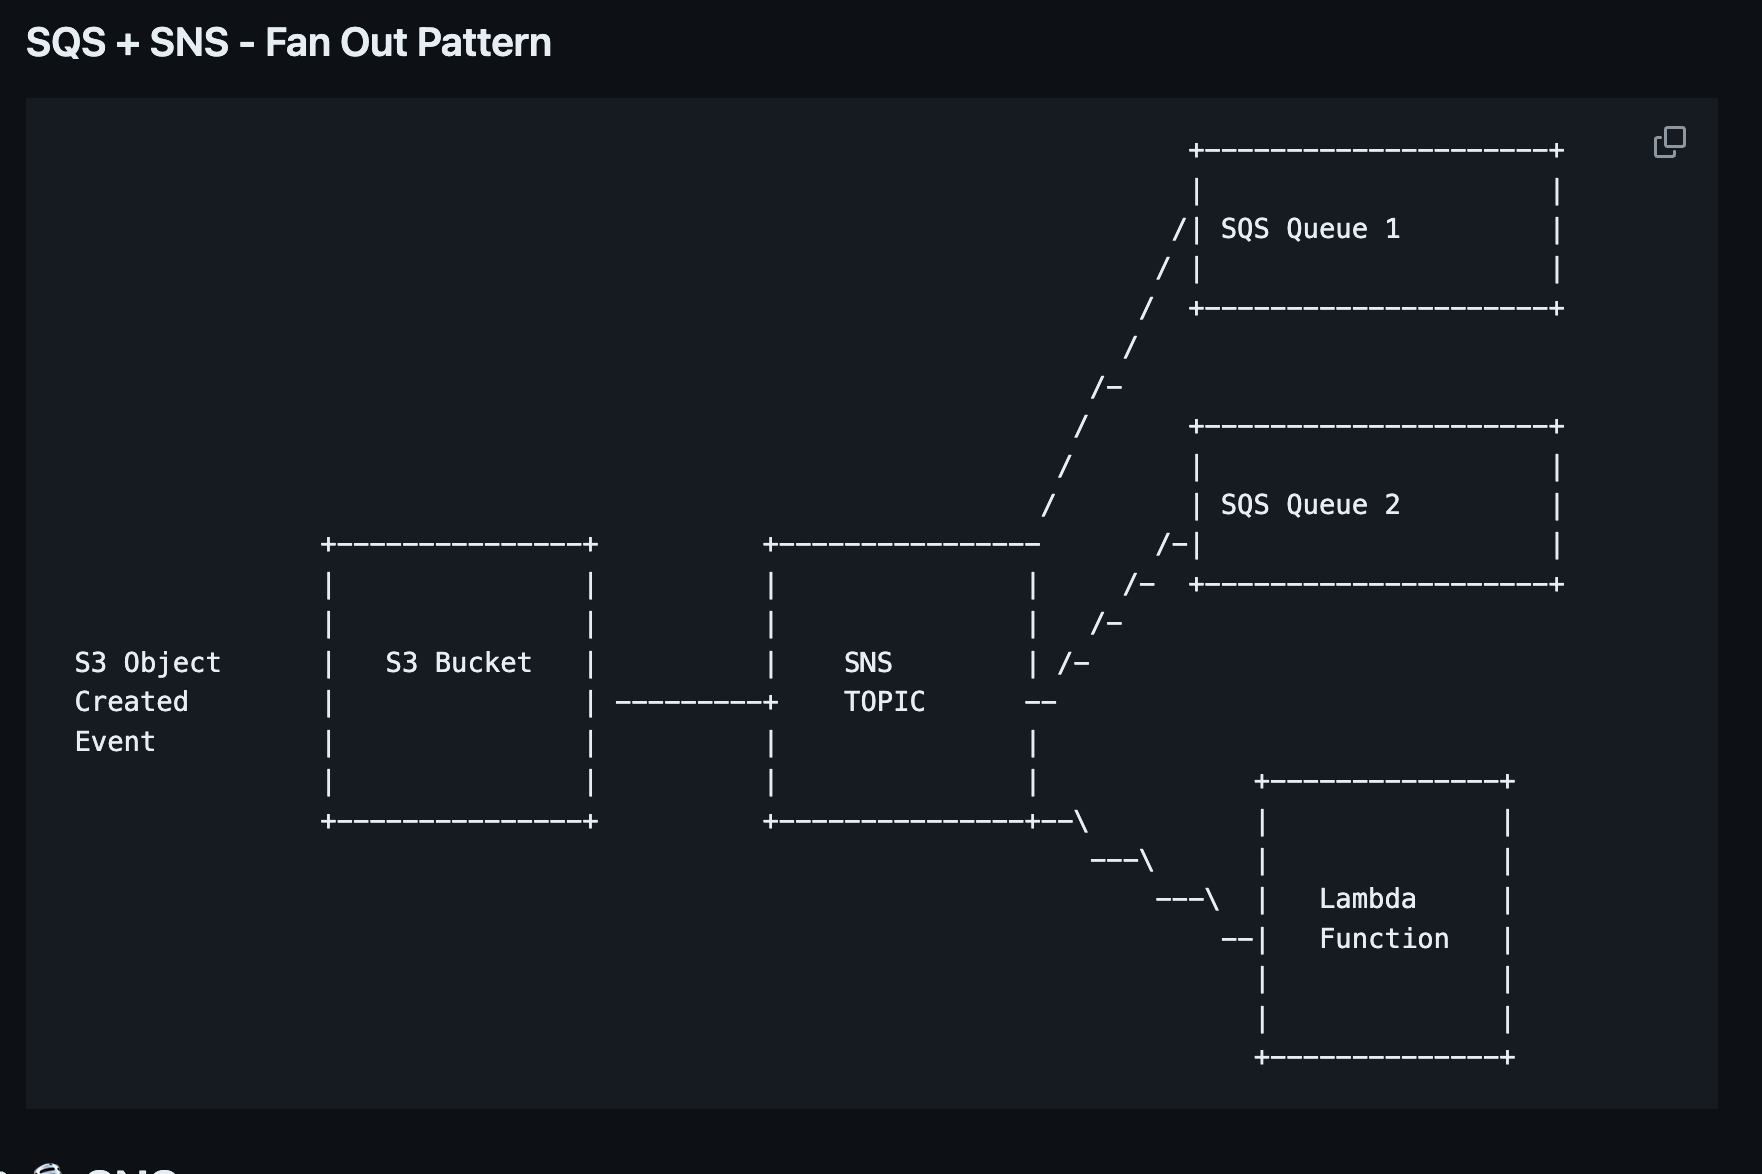 SQS + SNS - Fan Out Pattern
SQS Queue 1
SQS Queue 2
S3 Object
Created
Event
S3 Bucket
SNS
TOPIC
Lambda
Function